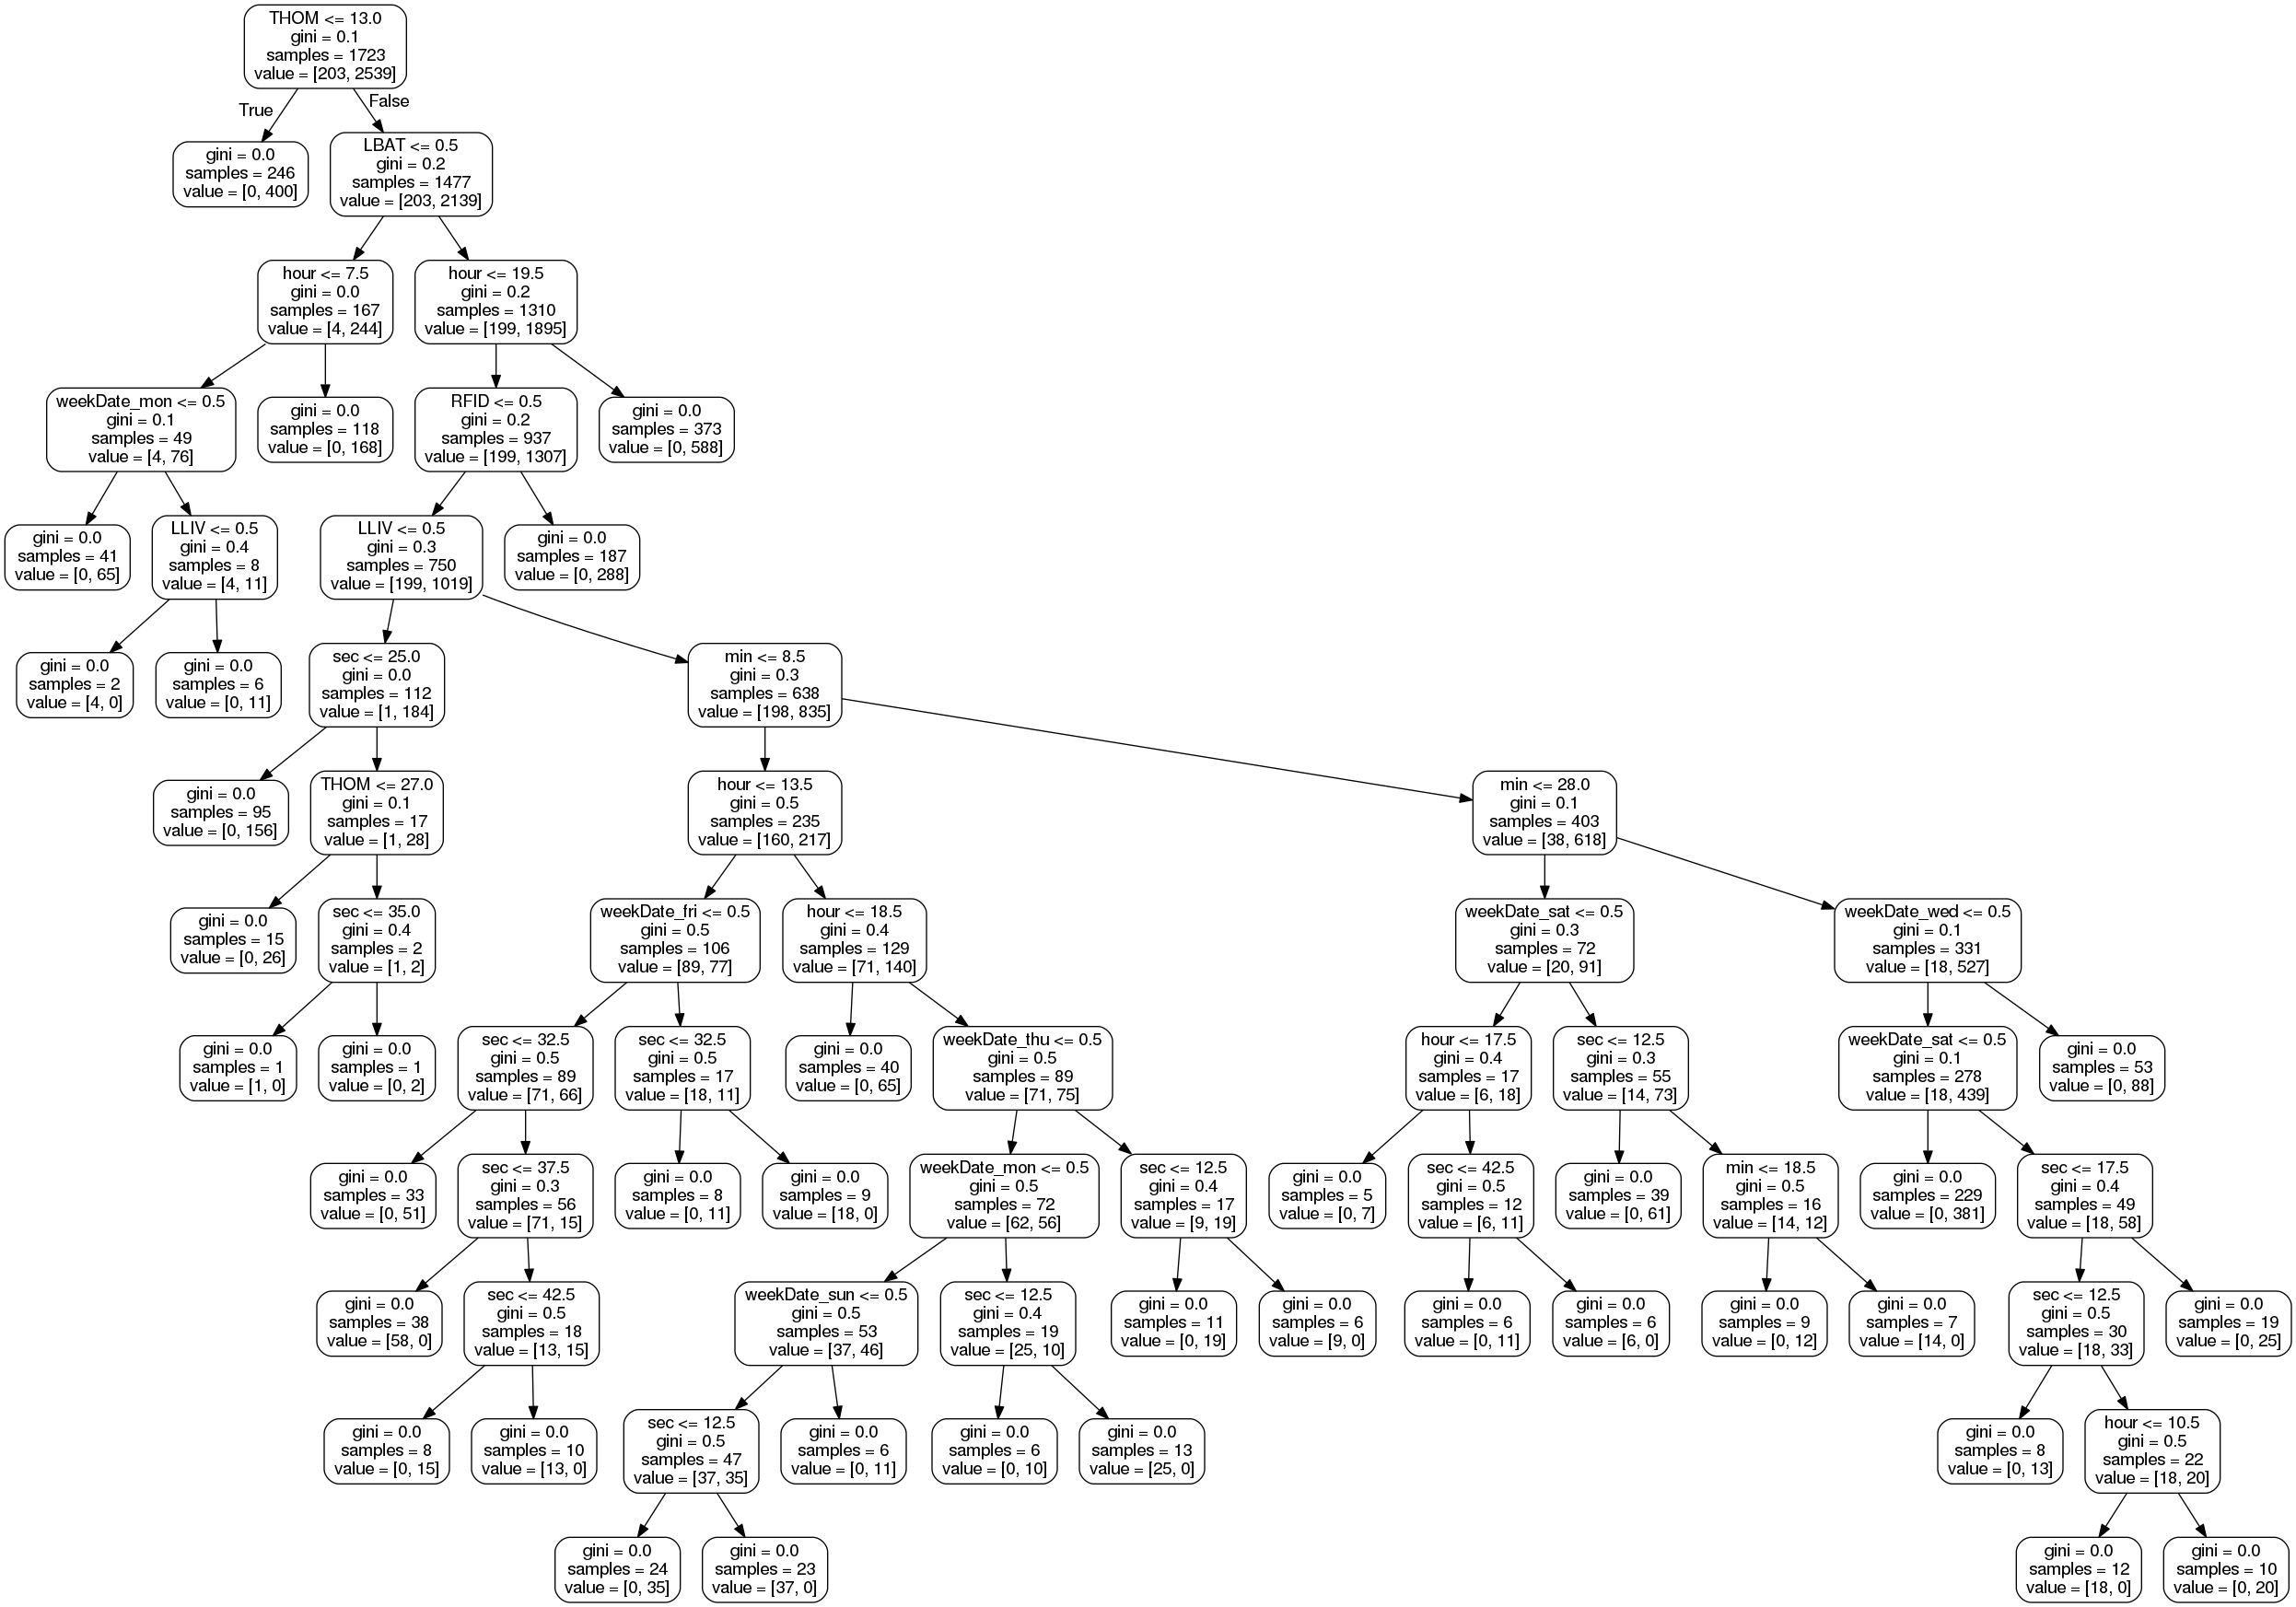 THOM <= 13.0
gini = 0.1
samples = 1723
value = [203, 2539]
True
False
gini = 0.0
samples = 246
value = [0, 400]
LBAT <= 0.5
gini = 0.2
samples = 1477
value = [203, 2139]
hour <= 7.5
gini = 0.0
samples = 167
value = [4, 244]
hour <= 19.5
gini = 0.2
samples = 1310
value = [199, 1895]
weekDate_mon <= 0.5
gini = 0.1
samples = 49
value = [4, 76]
gini = 0.0
samples = 118
value = [0, 168]
RFID <= 0.5
gini = 0.2
samples = 937
value = [199, 1307]
gini = 0.0
samples = 373
value = [0, 588]
gini = 0.0
samples = 41
value = [0, 65]
LLIV <= 0.5
gini = 0.4
samples = 8
value = [4, 11]
LLIV <= 0.5
gini = 0.3
samples = 750
value = [199, 1019]
gini = 0.0
samples = 187
value = [0, 288]
gini = 0.0
samples = 2
value = [4, 0]
gini = 0.0
samples = 6
value = [0, 11]
sec <= 25.0
gini = 0.0
samples = 112
value = [1, 184]
min <= 8.5
gini = 0.3
samples = 638
value = [198, 835]
gini = 0.0
samples = 95
value = [0, 156]
THOM <= 27.0
gini = 0.1
samples = 17
value = [1, 28]
hour <= 13.5
gini = 0.5
samples = 235
value = [160, 217]
min <= 28.0
gini = 0.1
samples = 403
value = [38, 618]
gini = 0.0
samples = 15
value = [0, 26]
sec <= 35.0
gini = 0.4
samples = 2
value = [1, 2]
weekDate_fri <= 0.5
gini = 0.5
samples = 106
value = [89, 77]
hour <= 18.5
gini = 0.4
samples = 129
value = [71, 140]
weekDate_sat <= 0.5
gini = 0.3
samples = 72
value = [20, 91]
weekDate_wed <= 0.5
gini = 0.1
samples = 331
value = [18, 527]
gini = 0.0
samples = 1
value = [1, 0]
gini = 0.0
samples = 1
value = [0, 2]
sec <= 32.5
gini = 0.5
samples = 89
value = [71, 66]
sec <= 32.5
gini = 0.5
samples = 17
value = [18, 11]
gini = 0.0
samples = 40
value = [0, 65]
weekDate_thu <= 0.5
gini = 0.5
samples = 89
value = [71, 75]
hour <= 17.5
gini = 0.4
samples = 17
value = [6, 18]
sec <= 12.5
gini = 0.3
samples = 55
value = [14, 73]
weekDate_sat <= 0.5
gini = 0.1
samples = 278
value = [18, 439]
gini = 0.0
samples = 53
value = [0, 88]
gini = 0.0
samples = 33
value = [0, 51]
sec <= 37.5
gini = 0.3
samples = 56
value = [71, 15]
gini = 0.0
samples = 8
value = [0, 11]
gini = 0.0
samples = 9
value = [18, 0]
weekDate_mon <= 0.5
gini = 0.5
samples = 72
value = [62, 56]
sec <= 12.5
gini = 0.4
samples = 17
value = [9, 19]
gini = 0.0
samples = 5
value = [0, 7]
sec <= 42.5
gini = 0.5
samples = 12
value = [6, 11]
gini = 0.0
samples = 39
value = [0, 61]
min <= 18.5
gini = 0.5
samples = 16
value = [14, 12]
gini = 0.0
samples = 229
value = [0, 381]
sec <= 17.5
gini = 0.4
samples = 49
value = [18, 58]
gini = 0.0
samples = 38
value = [58, 0]
sec <= 42.5
gini = 0.5
samples = 18
value = [13, 15]
weekDate_sun <= 0.5
gini = 0.5
samples = 53
value = [37, 46]
sec <= 12.5
gini = 0.4
samples = 19
value = [25, 10]
gini = 0.0
samples = 11
value = [0, 19]
gini = 0.0
samples = 6
value = [9, 0]
gini = 0.0
samples = 6
value = [0, 11]
gini = 0.0
samples = 6
value = [6, 0]
gini = 0.0
samples = 9
value = [0, 12]
gini = 0.0
samples = 7
value = [14, 0]
sec <= 12.5
gini = 0.5
samples = 30
value = [18, 33]
gini = 0.0
samples = 19
value = [0, 25]
gini = 0.0
samples = 8
value = [0, 15]
gini = 0.0
samples = 10
value = [13, 0]
sec <= 12.5
gini = 0.5
samples = 47
value = [37, 35]
gini = 0.0
samples = 6
value = [0, 11]
gini = 0.0
samples = 6
value = [0, 10]
gini = 0.0
samples = 13
value = [25, 0]
gini = 0.0
samples = 8
value = [0, 13]
hour <= 10.5
gini = 0.5
samples = 22
value = [18, 20]
gini = 0.0
samples = 24
value = [0, 35]
gini = 0.0
samples = 23
value = [37, 0]
gini = 0.0
samples = 12
value = [18, 0]
gini = 0.0
samples = 10
value = [0, 20]